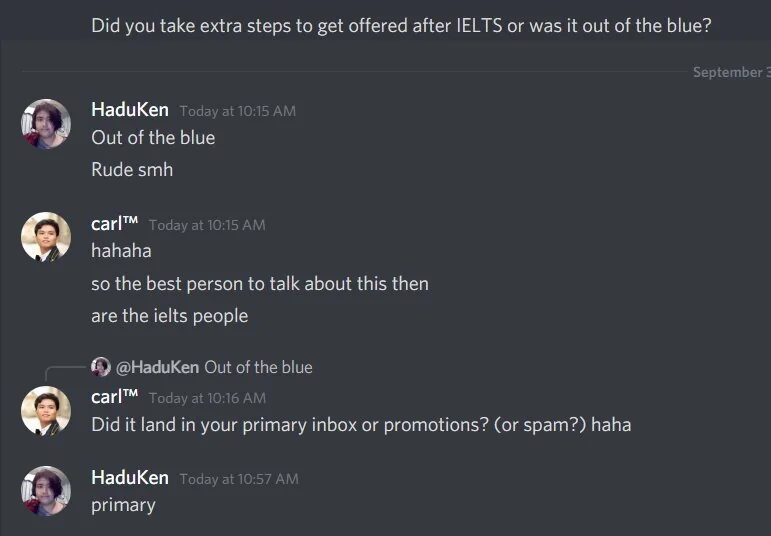 Did you take extra steps to get offered after IELTS or was it out of the blue?
September 3
HaduKen Today at 10:15 AM
Out of the blue
Rude smh
carl™ Today at 10:15 AM
hahaha
so the best person to talk about this then
are the ielts people
@HaduKen Out of the blue
carl™ Today at 10:16 AM
Did it land in your primary inbox or promotions? (or spam?) haha
HaduKen Today at 10:57 AM
primary